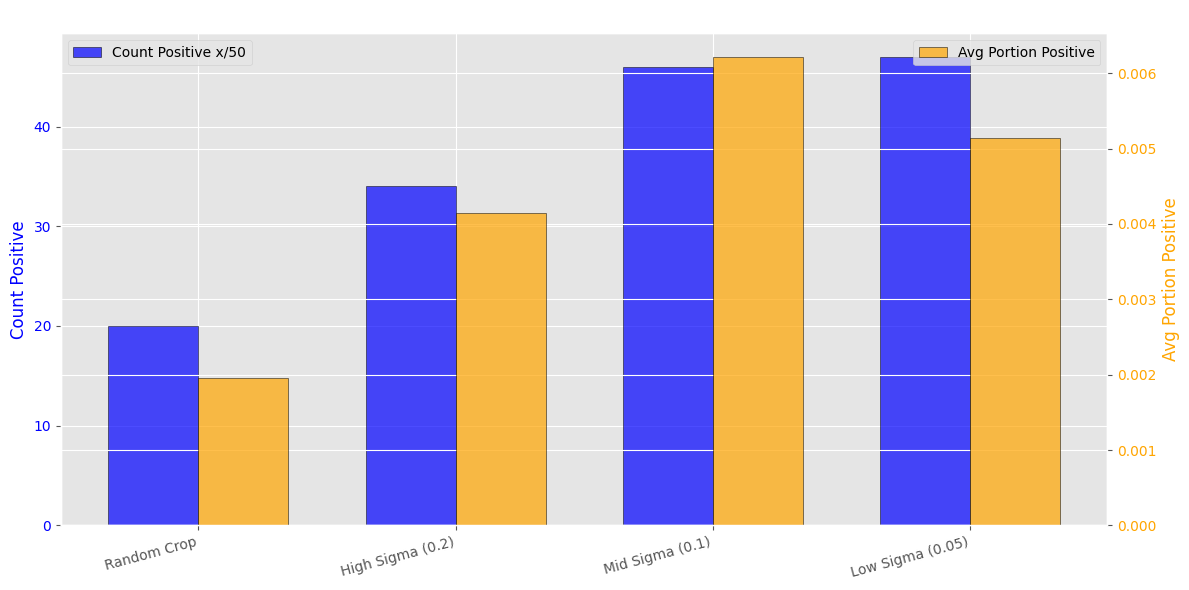 Count Positive x/50
Avg Portion Positive
Count Positive
40
30
20
10
0
0.006
0.005
0.004
0.003
0.002
0.001
0.000
Avg Portion Positive
Random Crop
High Sigma (0.2)
Mid Sigma (0.1)
Low Sigma (0.05)